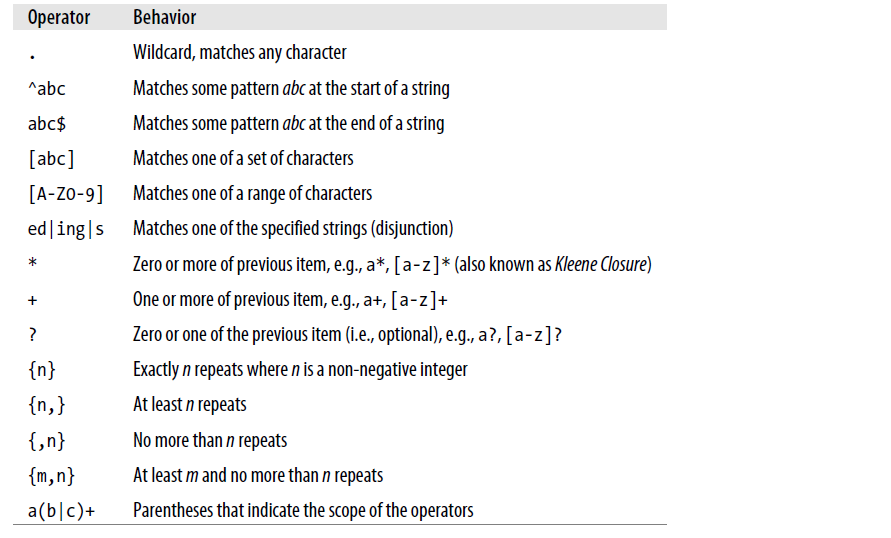 Operator Behavior
. Wildcard, matches any character
^abc Matches some pattern abc at the start of a string
abc$ Matches some pattern abc at the end of a string
[abc] Matches one of a set of characters
[A-Z0-9] Matches one of a range of characters
ed|ing|s Matches one of the specified strings (disjunction)
* Zero or more of previous item, e.g., a*, [a-z]* (also known as Kleene Closure)
+ One or more of previous item, e.g., a+, [a-z]+
? Zero or one of the previous item (i.e., optional), e.g., a?, [a-z]?
{n} Exactly n repeats where n is a non-negative integer
{n,} At least n repeats
{,n} No more than n repeats
{m,n} At least m and no more than n repeats
a(b|c)+ Parentheses that indicate the scope of the operators